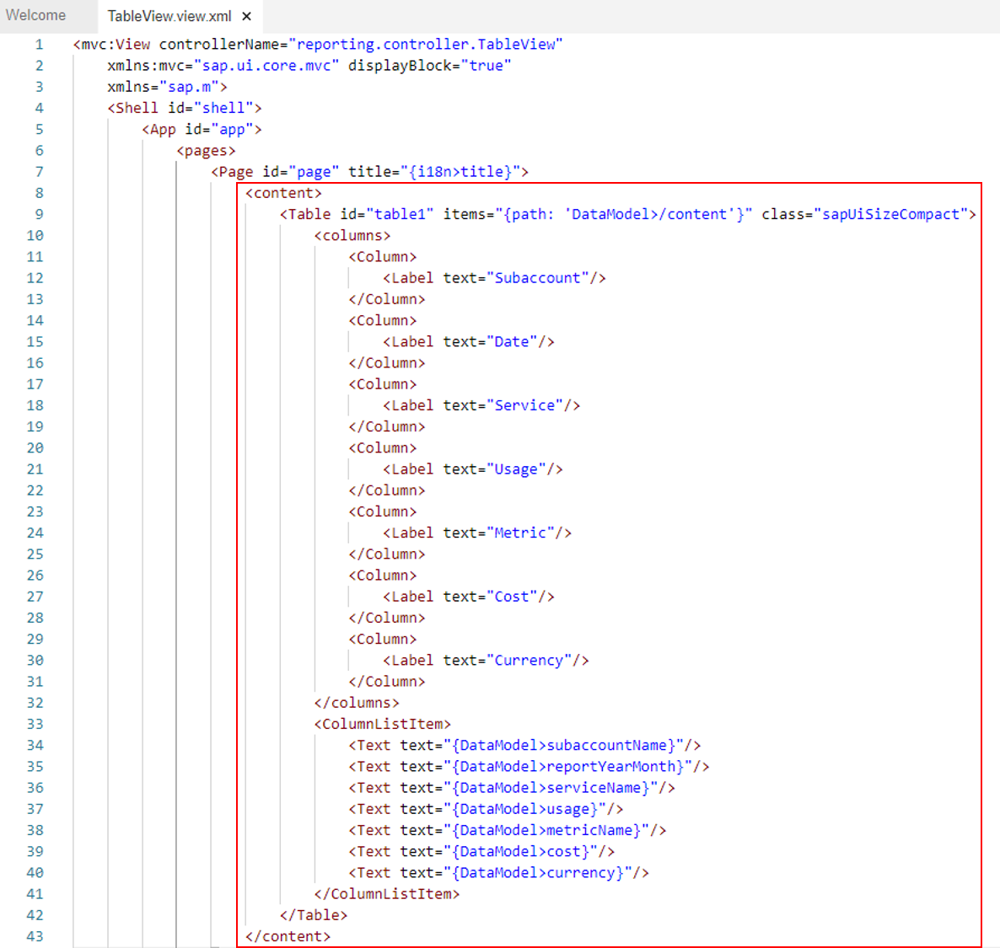 Welcome
TableView.view.xml ×
1 <mvc:View controllerName="reporting.controller.TableView"
2 xmlns:mvc="sap.ui.core.mvc" displayBlock="true"
3 xmlns="sap.m">
4 <Shell id="shell">
5 <App id="app">
6 <pages>
7 <Page id="page" title="{i18n>title}">
8 <content>
9 <Table id="table1" items="{path: 'DataModel>/content'}" class="sapUiSizeCompact">
10 <columns>
11 <Column>
12 <Label text="Subaccount"/>
13 </Column>
14 <Column>
15 <Label text="Date"/>
16 </Column>
17 <Column>
18 <Label text="Service"/>
19 </Column>
20 <Column>
21 <Label text="Usage"/>
22 </Column>
23 <Column>
24 <Label text="Metric"/>
25 </Column>
26 <Column>
27 <Label text="Cost"/>
28 </Column>
29 <Column>
30 <Label text="Currency"/>
31 </Column>
32 </columns>
33 <ColumnListItem>
34 <Text text="{DataModel>subaccountName}"/>
35 <Text text="{DataModel>reportYearMonth}"/>
36 <Text text="{DataModel>serviceName}"/>
37 <Text text="{DataModel>usage}"/>
38 <Text text="{DataModel>metricName}"/>
39 <Text text="{DataModel>cost}"/>
40 <Text text="{DataModel>currency}"/>
41 </ColumnListItem>
42 </Table>
43 </content>